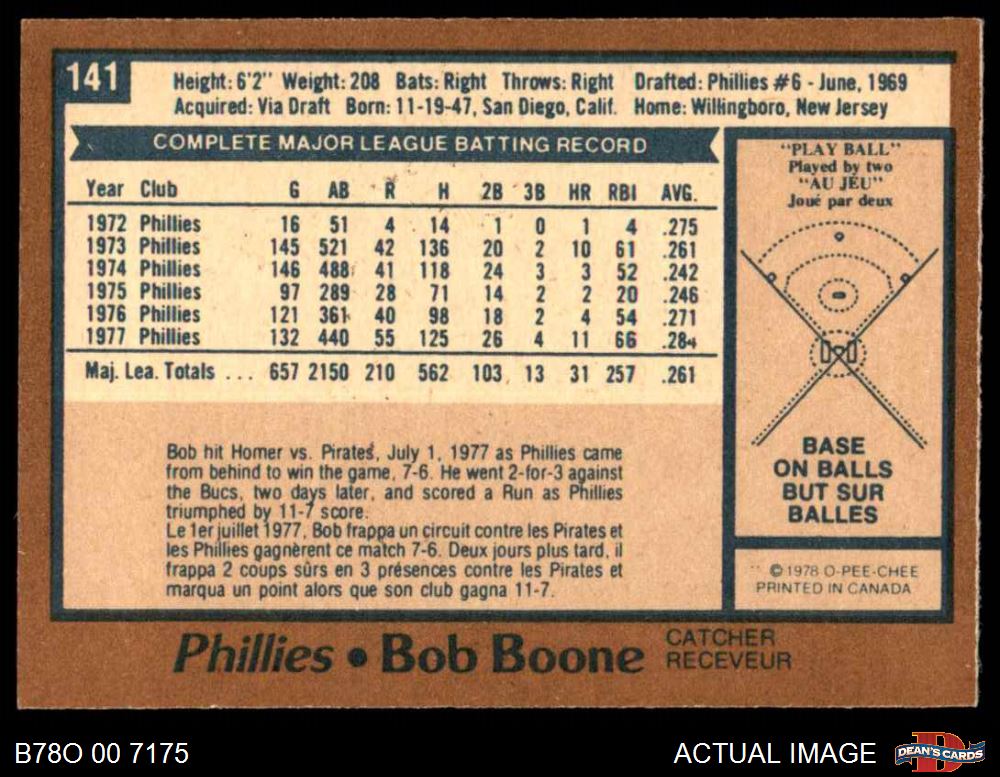 141
Height: 6'2" Weight: 208 Bats: Right Throws: Right Drafted: Phillies #6 - June, 1969
Acquired: Via Draft Born: 11-19-47, San Diego, Calif. Home: Willingboro, New Jersey
COMPLETE MAJOR LEAGUE BATTING RECORD
Year Club G AB R H 2B 3B HR RBI AVG.
1972 Phillies 16 51 4 14 1 0 1 4 .275
1973 Phillies 145 521 42 136 20 2 10 61 .261
1974 Phillies 146 488 41 118 24 3 3 52 .242
1975 Phillies 97 289 28 71 14 2 2 20 .246
1976 Phillies 121 361 40 98 18 2 4 54 .271
1977 Phillies 132 440 55 125 26 4 11 66 .284
Maj. Lea. Totals ... 657 2150 210 562 103 13 31 257 .261
Bob hit Homer vs. Pirates, July 1, 1977 as Phillies came
from behind to win the game, 7-6. He went 2-for-3 against
the Bucs, two days later, and scored a Run as Phillies
triumphed by 11-7 score.
Le 1er juillet 1977, Bob frappa un circuit contre les Pirates et
les Phillies gagnèrent ce match 7-6. Deux jours plus tard, il
frappa 2 coups sûrs en 3 présences contre les Pirates et
marqua un point alors que son club gagna 11-7.
"PLAY BALL"
Played by two
"AU JEU"
Joué par deux
BASE
ON BALLS
BUT SUR
BALLES
© 1978 O-PEE-CHEE
PRINTED IN CANADA
Phillies • Bob Boone
CATCHER
RECEVEUR
B78O 00 7175
ACTUAL IMAGE
DEAN'S CARDS